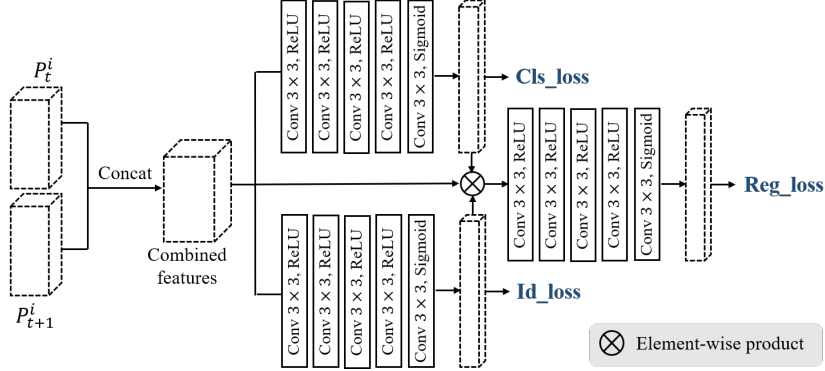 P_t^i
Concat
P_{t+1}^i
Combined
features
Conv 3 × 3, ReLU
Conv 3 × 3, ReLU
Conv 3 × 3, ReLU
Conv 3 × 3, ReLU
Conv 3 × 3, Sigmoid
Cls_loss
Conv 3 × 3, ReLU
Conv 3 × 3, ReLU
Conv 3 × 3, ReLU
Conv 3 × 3, ReLU
Conv 3 × 3, Sigmoid
Id_loss
Conv 3 × 3, ReLU
Conv 3 × 3, ReLU
Conv 3 × 3, ReLU
Conv 3 × 3, ReLU
Conv 3 × 3, Sigmoid
Reg_loss
Element-wise product